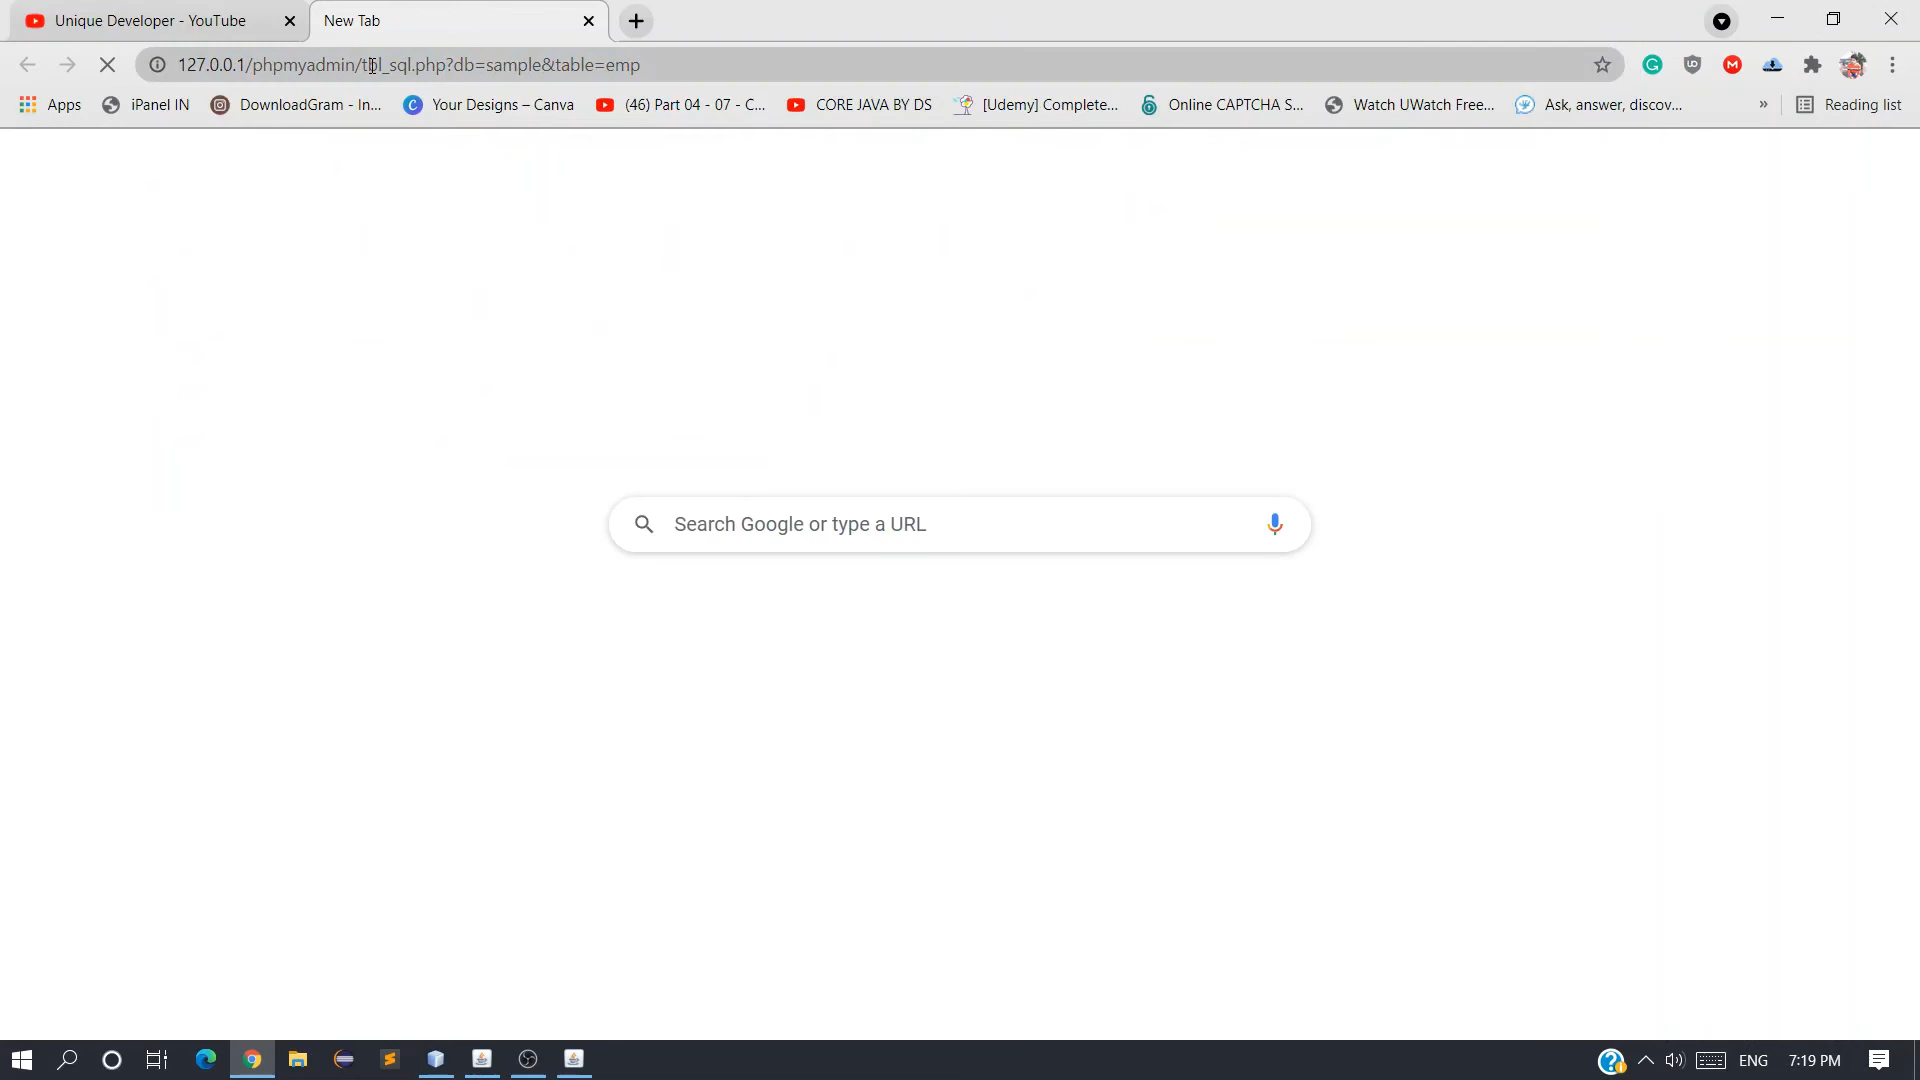 Unique Developer - YouTube
New Tab
127.0.0.1/phpmyadmin/tbl_sql.php?db=sample&table=emp
Apps
iPanel IN
DownloadGram - In...
Your Designs – Canva
(46) Part 04 - 07 - C...
CORE JAVA BY DS
[Udemy] Complete...
Online CAPTCHA S...
Watch UWatch Free...
Ask, answer, discov...
»
Reading list
Search Google or type a URL
ENG
7:19 PM